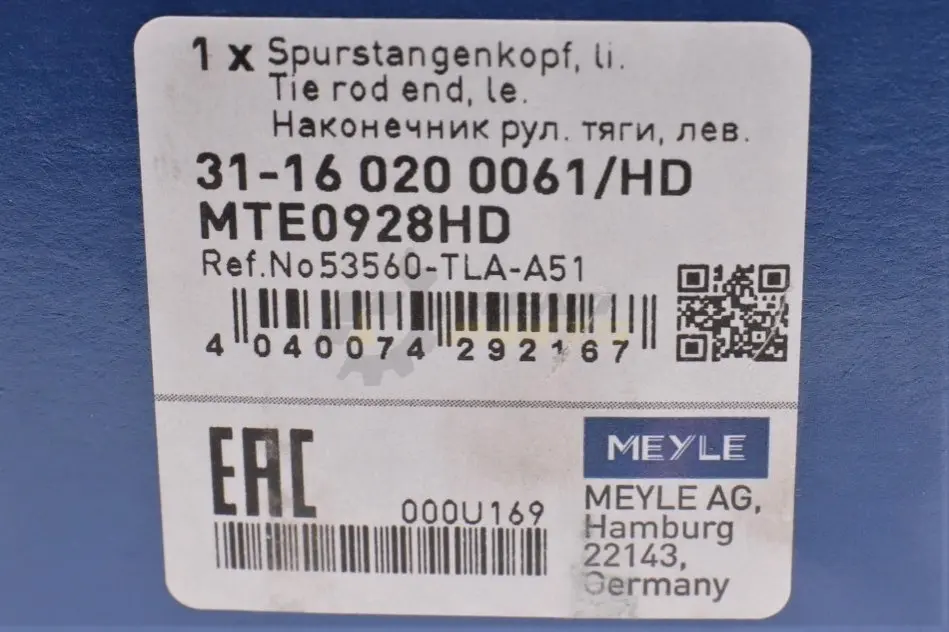 1 x Spurstangenkopf, li.
Tie rod end, le.
Наконечник рул. тяги, лев.
31-16 020 0061/HD
MTE0928HD
Ref.No53560-TLA-A51
4 040074 292167
EAC
000U169
MEYLE
MEYLE AG,
Hamburg
22143,
Germany